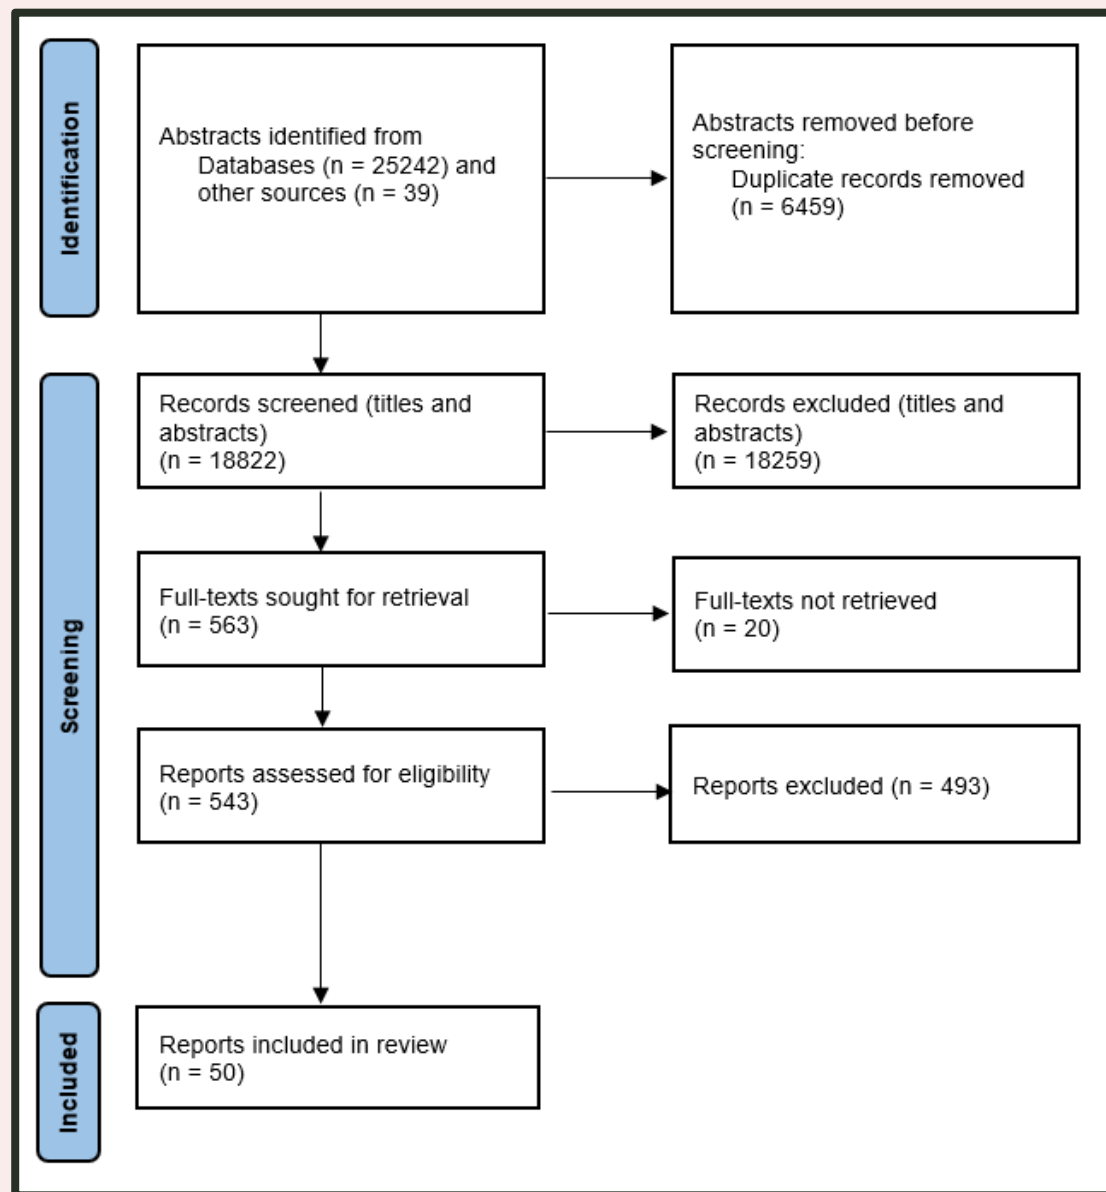 Identification
Abstracts identified from
Databases (n = 25242) and
other sources (n = 39)
Abstracts removed before
screening:
Duplicate records removed
(n = 6459)
Screening
Records screened (titles and
abstracts)
(n = 18822)
Records excluded (titles and
abstracts)
(n = 18259)
Full-texts sought for retrieval
(n = 563)
Full-texts not retrieved
(n = 20)
Reports assessed for eligibility
(n = 543)
Reports excluded (n = 493)
Included
Reports included in review
(n = 50)